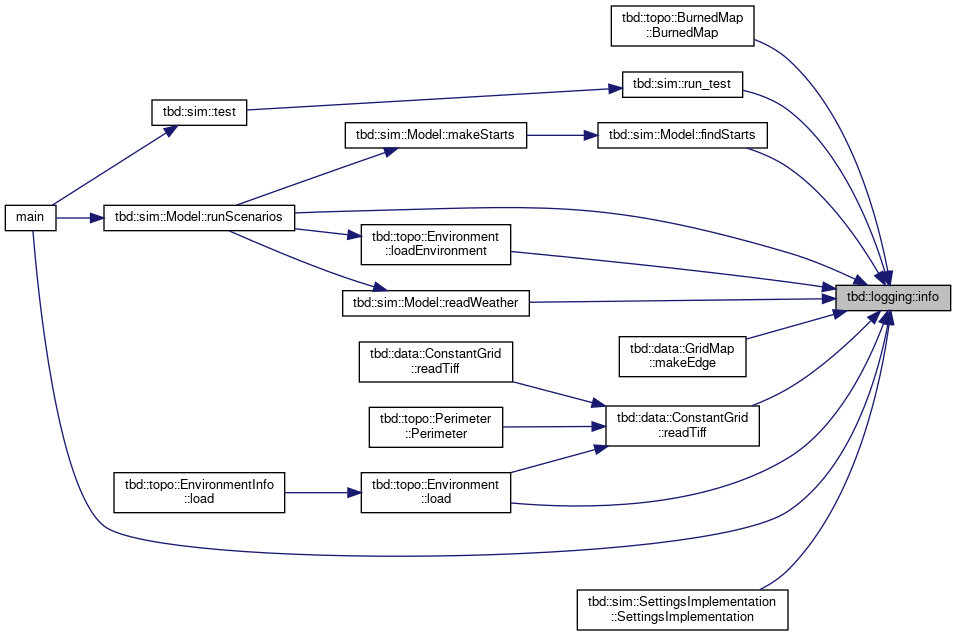 tbd::topo::BurnedMap
::BurnedMap
tbd::sim::run_test
tbd::sim::test
tbd::sim::Model::makeStarts
tbd::sim::Model::findStarts
main
tbd::sim::Model::runScenarios
tbd::topo::Environment
::loadEnvironment
tbd::sim::Model::readWeather
tbd::logging::info
tbd::data::GridMap
::makeEdge
tbd::data::ConstantGrid
::readTiff
tbd::topo::Perimeter
::Perimeter
tbd::data::ConstantGrid
::readTiff
tbd::topo::EnvironmentInfo
::load
tbd::topo::Environment
::load
tbd::sim::SettingsImplementation
::SettingsImplementation